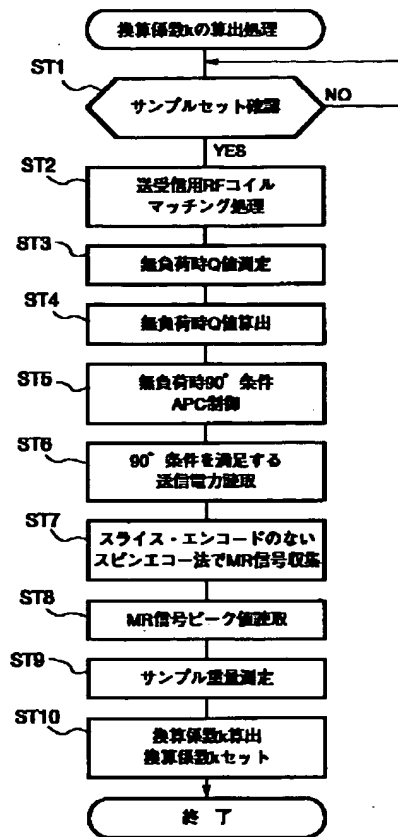 換算係数kの算出処理
ST1
サンプルセット確認
NO
YES
ST2
送受信用RFコイル
マッチング処理
ST3
無負荷時Q値測定
ST4
無負荷時Q値算出
ST5
無負荷時90°条件
APC制御
ST6
90°条件を満足する
送信電力読取
ST7
スライス・エンコードのない
スピンエコー法でMR信号収集
ST8
MR信号ピーク値読取
ST9
サンプル重量測定
ST10
換算係数k算出
換算係数kセット
終了